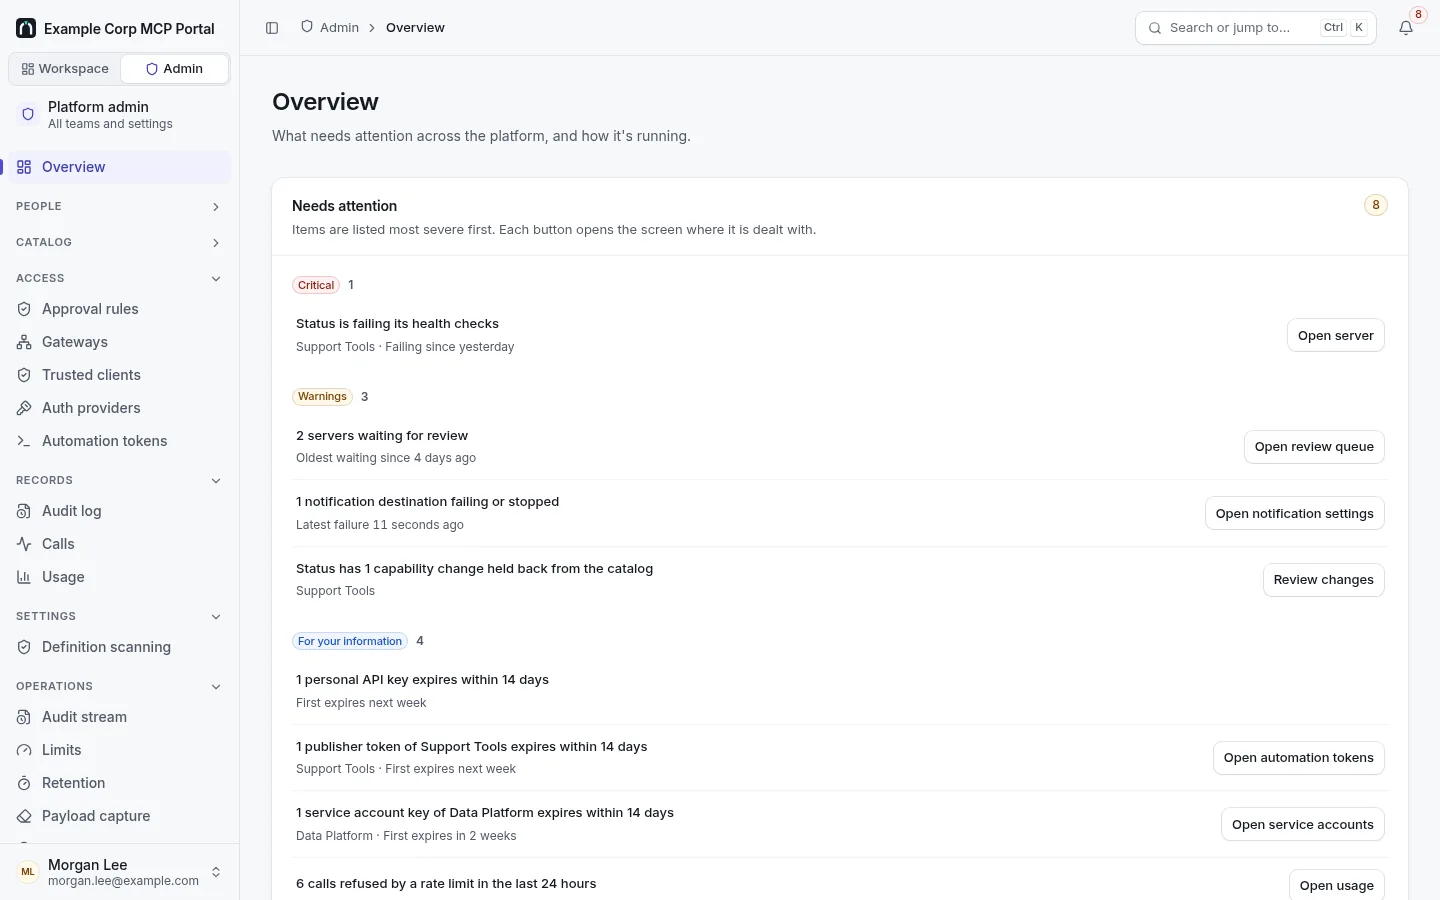 Example Corp MCP Portal
Workspace
Admin
Platform admin
All teams and settings
Overview
PEOPLE
CATALOG
ACCESS
Approval rules
Gateways
Trusted clients
Auth providers
Automation tokens
RECORDS
Audit log
Calls
Usage
SETTINGS
Definition scanning
OPERATIONS
Audit stream
Limits
Retention
Payload capture
ML
Morgan Lee
morgan.lee@example.com
Admin > Overview
Search or jump to...
Ctrl K
8
Overview
What needs attention across the platform, and how it's running.
Needs attention
8
Items are listed most severe first. Each button opens the screen where it is dealt with.
Critical 1
Status is failing its health checks
Support Tools · Failing since yesterday
Open server
Warnings 3
2 servers waiting for review
Oldest waiting since 4 days ago
Open review queue
1 notification destination failing or stopped
Latest failure 11 seconds ago
Open notification settings
Status has 1 capability change held back from the catalog
Support Tools
Review changes
For your information 4
1 personal API key expires within 14 days
First expires next week
1 publisher token of Support Tools expires within 14 days
Support Tools · First expires next week
Open automation tokens
1 service account key of Data Platform expires within 14 days
Data Platform · First expires in 2 weeks
Open service accounts
6 calls refused by a rate limit in the last 24 hours
Open usage